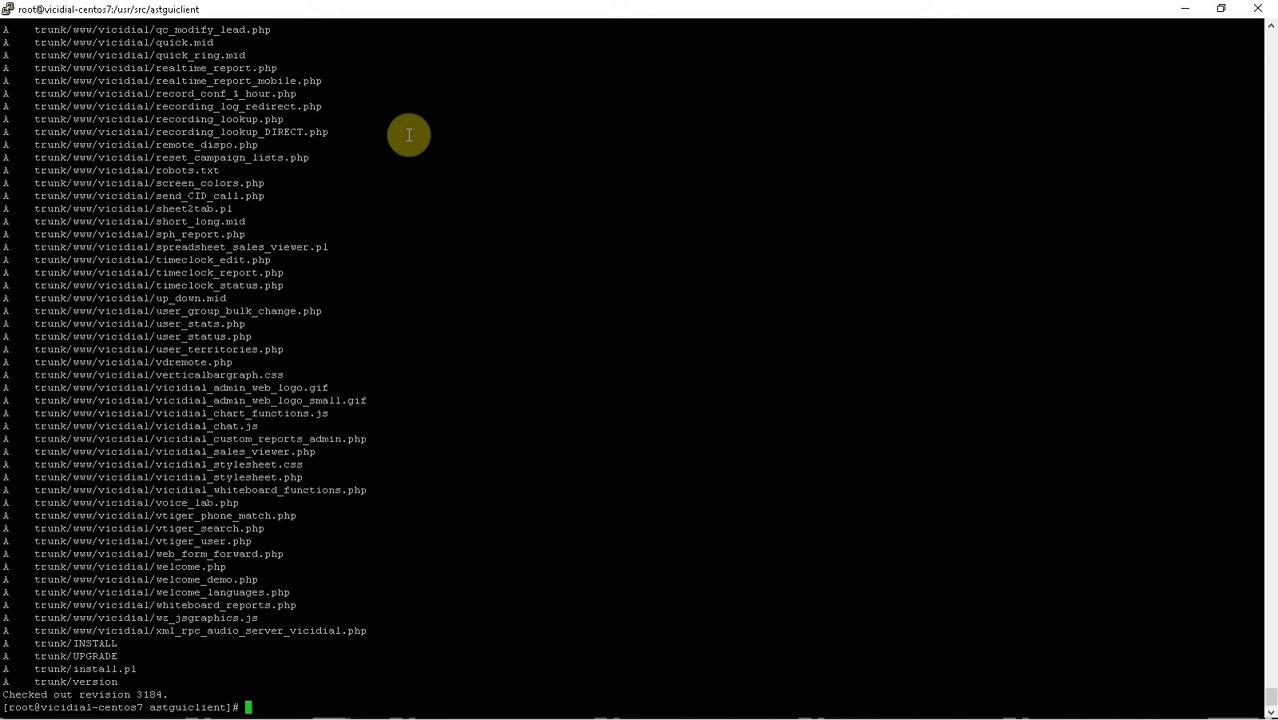 root@vicidial-centos7:/usr/src/astguiclient
A    trunk/www/vicidial/qc_modify_lead.php
A    trunk/www/vicidial/quick.mid
A    trunk/www/vicidial/quick_ring.mid
A    trunk/www/vicidial/realtime_report.php
A    trunk/www/vicidial/realtime_report_mobile.php
A    trunk/www/vicidial/record_conf_1_hour.php
A    trunk/www/vicidial/recording_log_redirect.php
A    trunk/www/vicidial/recording_lookup.php
A    trunk/www/vicidial/recording_lookup_DIRECT.php
A    trunk/www/vicidial/remote_dispo.php
A    trunk/www/vicidial/reset_campaign_lists.php
A    trunk/www/vicidial/robots.txt
A    trunk/www/vicidial/screen_colors.php
A    trunk/www/vicidial/send_CID_call.php
A    trunk/www/vicidial/sheet2tab.pl
A    trunk/www/vicidial/short_long.mid
A    trunk/www/vicidial/sph_report.php
A    trunk/www/vicidial/spreadsheet_sales_viewer.pl
A    trunk/www/vicidial/timeclock_edit.php
A    trunk/www/vicidial/timeclock_report.php
A    trunk/www/vicidial/timeclock_status.php
A    trunk/www/vicidial/up_down.mid
A    trunk/www/vicidial/user_group_bulk_change.php
A    trunk/www/vicidial/user_stats.php
A    trunk/www/vicidial/user_status.php
A    trunk/www/vicidial/user_territories.php
A    trunk/www/vicidial/vdremote.php
A    trunk/www/vicidial/verticalbargraph.css
A    trunk/www/vicidial/vicidial_admin_web_logo.gif
A    trunk/www/vicidial/vicidial_admin_web_logo_small.gif
A    trunk/www/vicidial/vicidial_chart_functions.js
A    trunk/www/vicidial/vicidial_chat.js
A    trunk/www/vicidial/vicidial_custom_reports_admin.php
A    trunk/www/vicidial/vicidial_sales_viewer.php
A    trunk/www/vicidial/vicidial_stylesheet.css
A    trunk/www/vicidial/vicidial_stylesheet.php
A    trunk/www/vicidial/vicidial_whiteboard_functions.php
A    trunk/www/vicidial/voice_lab.php
A    trunk/www/vicidial/vtiger_phone_match.php
A    trunk/www/vicidial/vtiger_search.php
A    trunk/www/vicidial/vtiger_user.php
A    trunk/www/vicidial/web_form_forward.php
A    trunk/www/vicidial/welcome.php
A    trunk/www/vicidial/welcome_demo.php
A    trunk/www/vicidial/welcome_languages.php
A    trunk/www/vicidial/whiteboard_reports.php
A    trunk/www/vicidial/wz_jsgraphics.js
A    trunk/www/vicidial/xml_rpc_audio_server_vicidial.php
A    trunk/INSTALL
A    trunk/UPGRADE
A    trunk/install.pl
A    trunk/version
Checked out revision 3184.
[root@vicidial-centos7 astguiclient]#